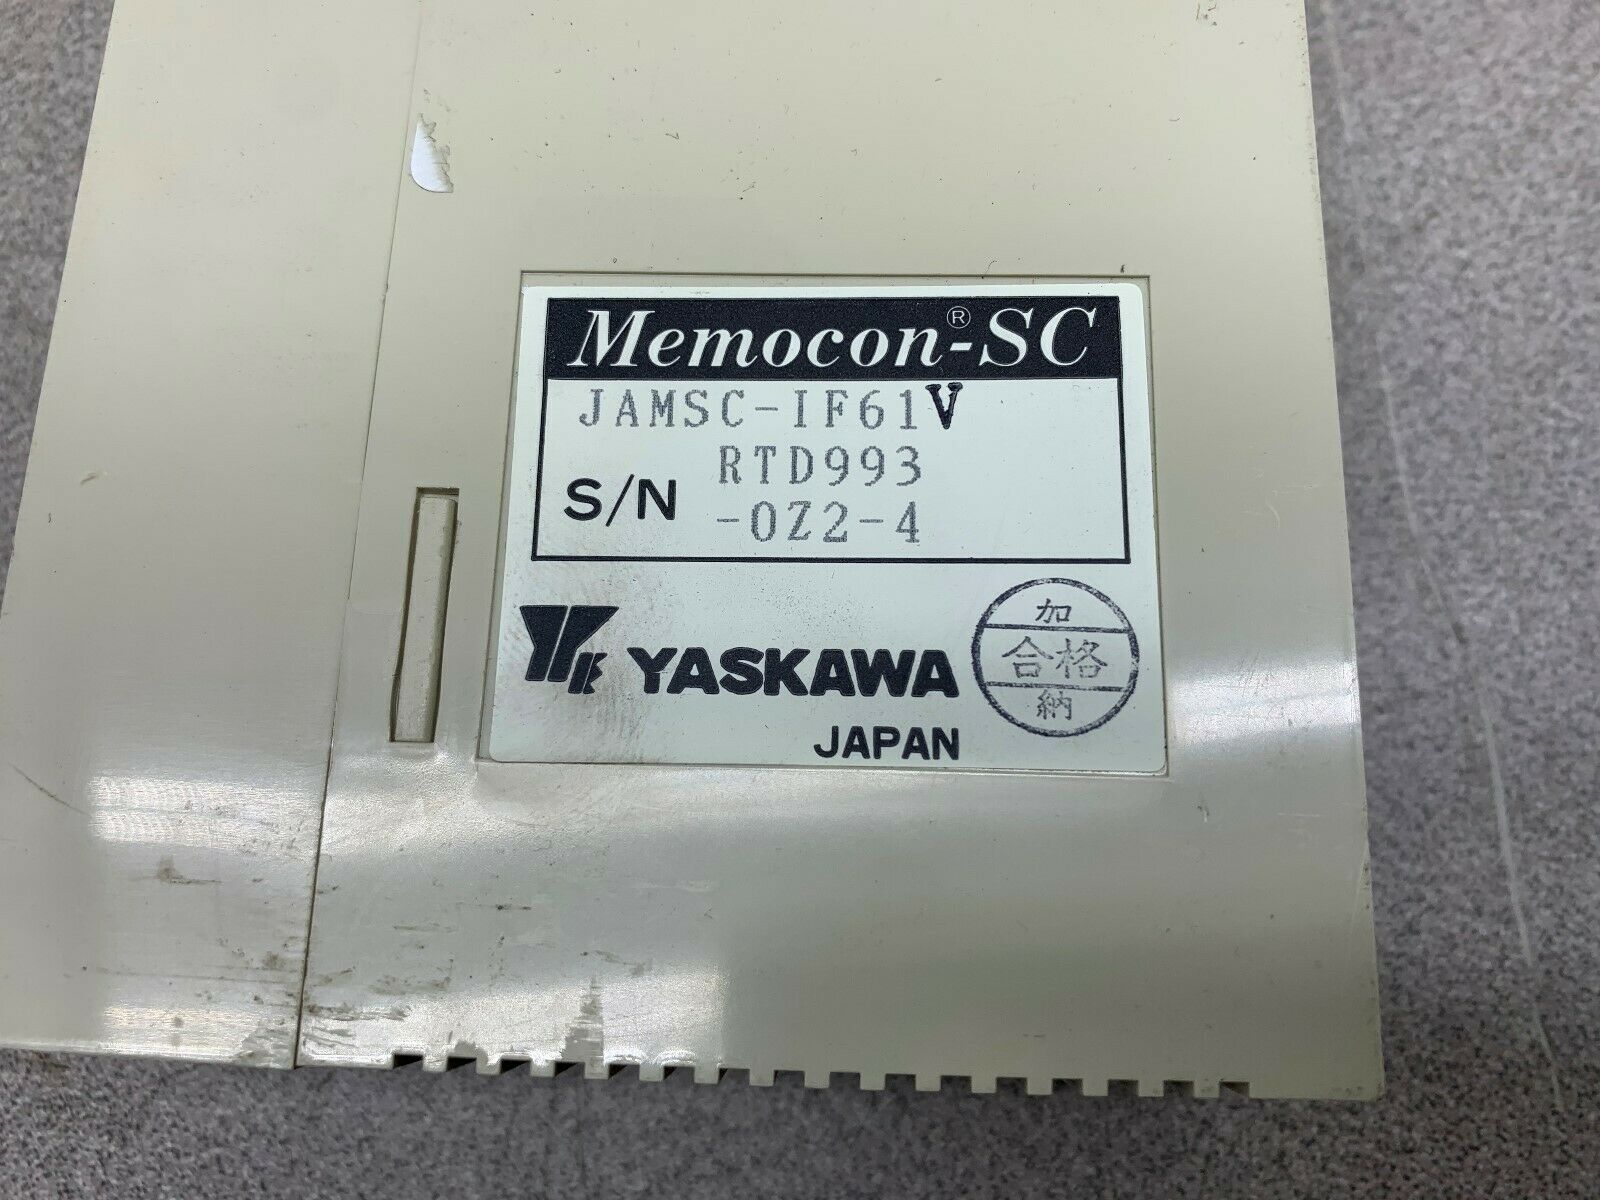 Memocon®-SC
JAMSC-IF61V
S/N RTD993
-0Z2-4
YASKAWA
JAPAN
加
合格
納